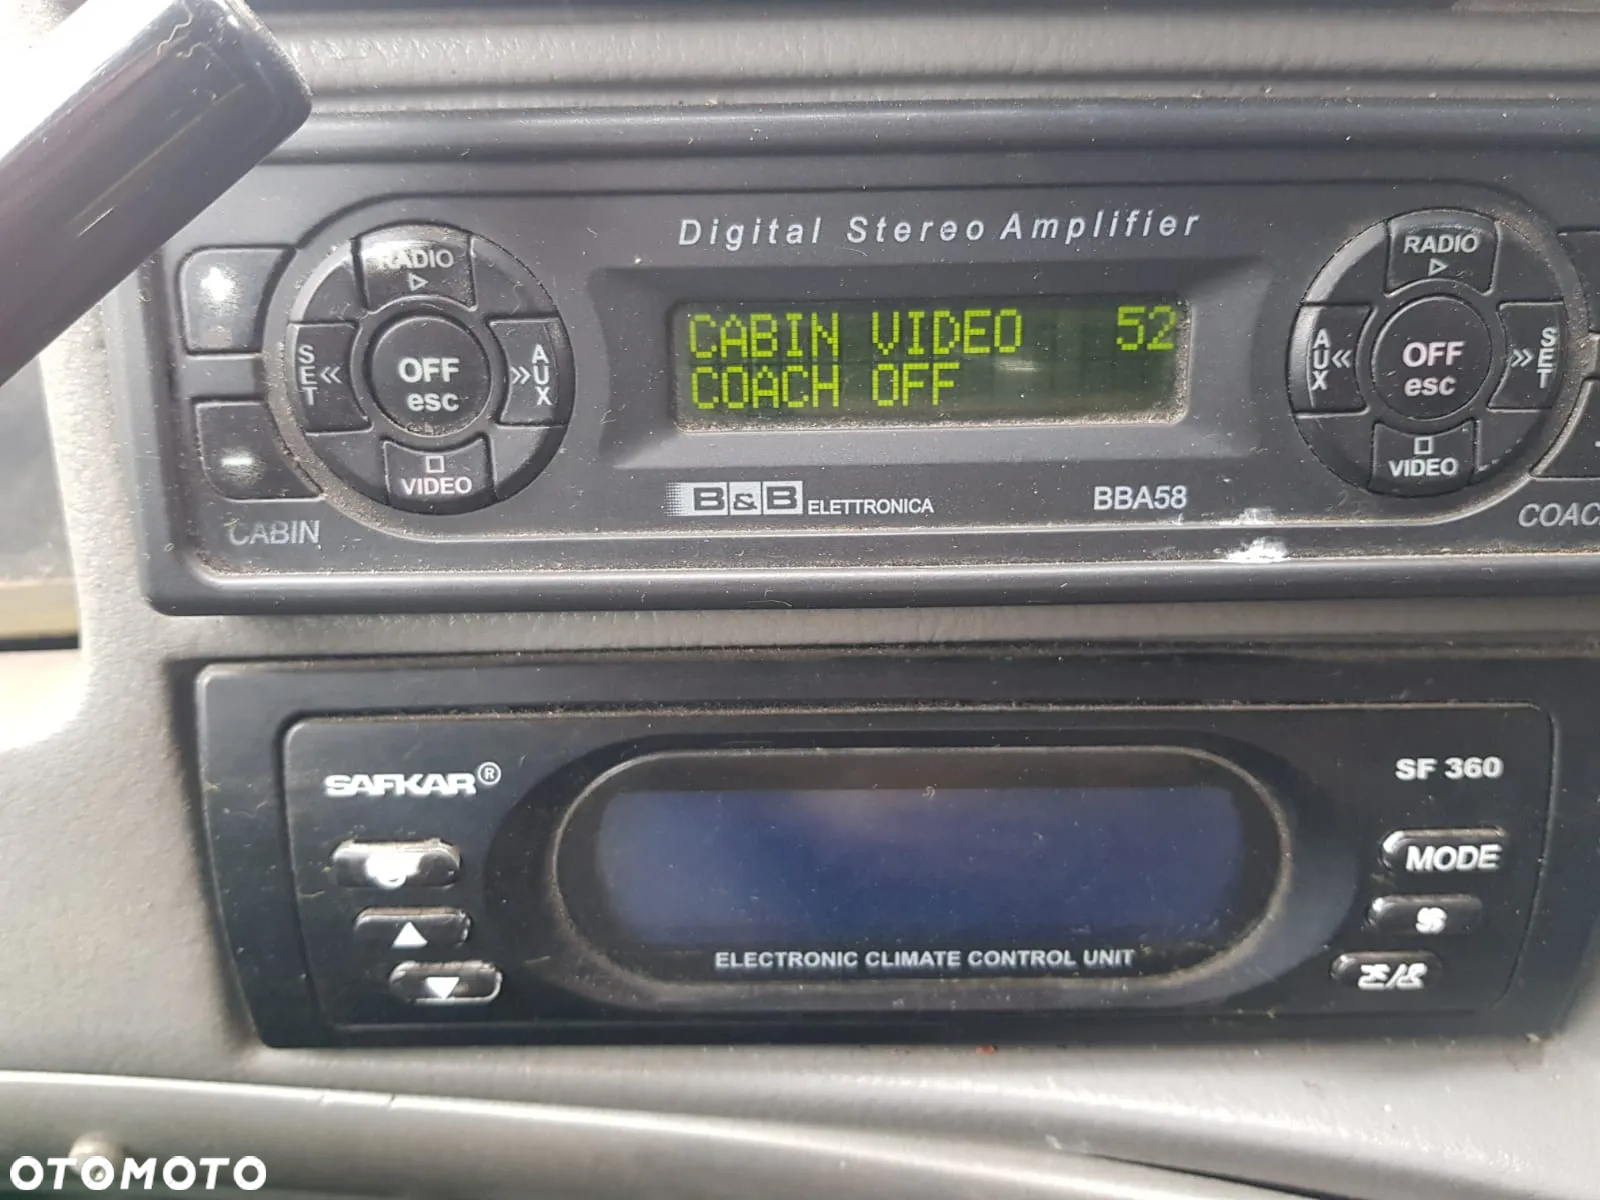 Digital Stereo Amplifier
RADIO
SET
«
OFF
esc
»
AUX
VIDEO
CABIN
CABIN VIDEO 52
COACH OFF
B&B ELETTRONICA
BBA58
RADIO
AUX
«
OFF
esc
»
SET
VIDEO
SAFKAR®
SF 360
MODE
ELECTRONIC CLIMATE CONTROL UNIT
OTOMOTO